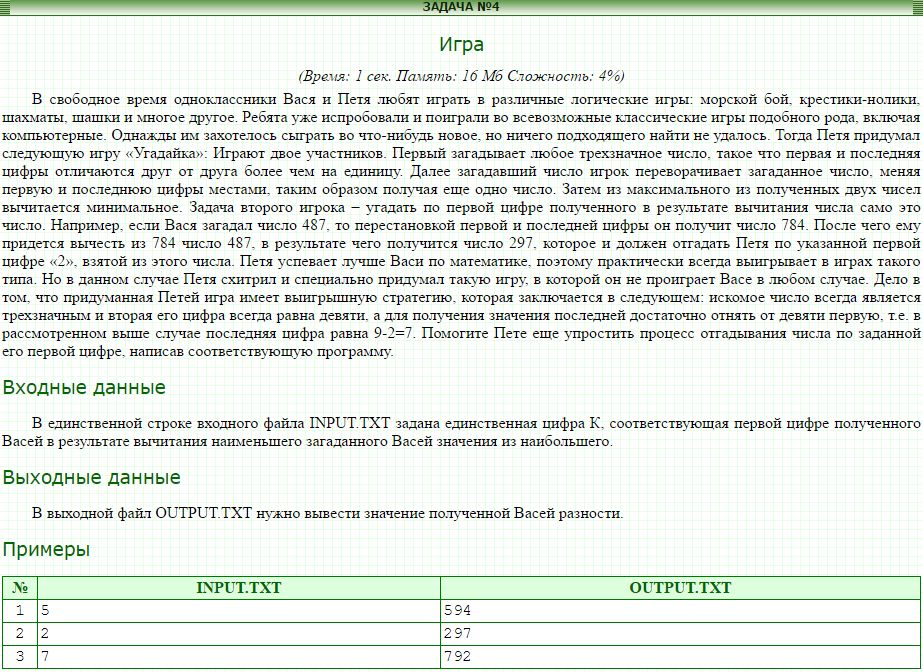 ЗАДАЧА №4
Игра
(Время: 1 сек. Память: 16 Мб Сложность: 4%)
В свободное время одноклассники Вася и Петя любят играть в различные логические игры: морской бой, крестики-нолики,
шахматы, шашки и многое другое. Ребята уже испробовали и поиграли во всевозможные классические игры подобного рода, включая
компьютерные. Однажды им захотелось сыграть во что-нибудь новое, но ничего подходящего найти не удалось. Тогда Петя придумал
следующую игру «Угадайка»: Играют двое участников. Первый загадывает любое трехзначное число, такое что первая и последняя
цифры отличаются друг от друга более чем на единицу. Далее загадавший число игрок переворачивает загаданное число, меняя
первую и последнюю цифры местами, таким образом получая еще одно число. Затем из максимального из полученных двух чисел
вычитается минимальное. Задача второго игрока – угадать по первой цифре полученного в результате вычитания числа само это
число. Например, если Вася загадал число 487, то перестановкой первой и последней цифры он получит число 784. После чего ему
придется вычесть из 784 число 487, в результате чего получится число 297, которое и должен отгадать Петя по указанной первой
цифре «2», взятой из этого числа. Петя успевает лучше Васи по математике, поэтому практически всегда выигрывает в играх такого
типа. Но в данном случае Петя схитрил и специально придумал такую игру, в которой он не проиграет Васе в любом случае. Дело в
том, что придуманная Петей игра имеет выигрышную стратегию, которая заключается в следующем: искомое число всегда является
трехзначным и вторая его цифра всегда равна девяти, а для получения значения последней достаточно отнять от девяти первую, т.е. в
рассмотренном выше случае последняя цифра равна 9-2=7. Помогите Пете еще упростить процесс отгадывания числа по заданной
его первой цифре, написав соответствующую программу.
Входные данные
В единственной строке входного файла INPUT.TXT задана единственная цифра К, соответствующая первой цифре полученного
Васей в результате вычитания наименьшего загаданного Васей значения из наибольшего.
Выходные данные
В выходной файл OUTPUT.TXT нужно вывести значение полученной Васей разности.
Примеры
№ INPUT.TXT OUTPUT.TXT
1 5 594
2 2 297
3 7 792